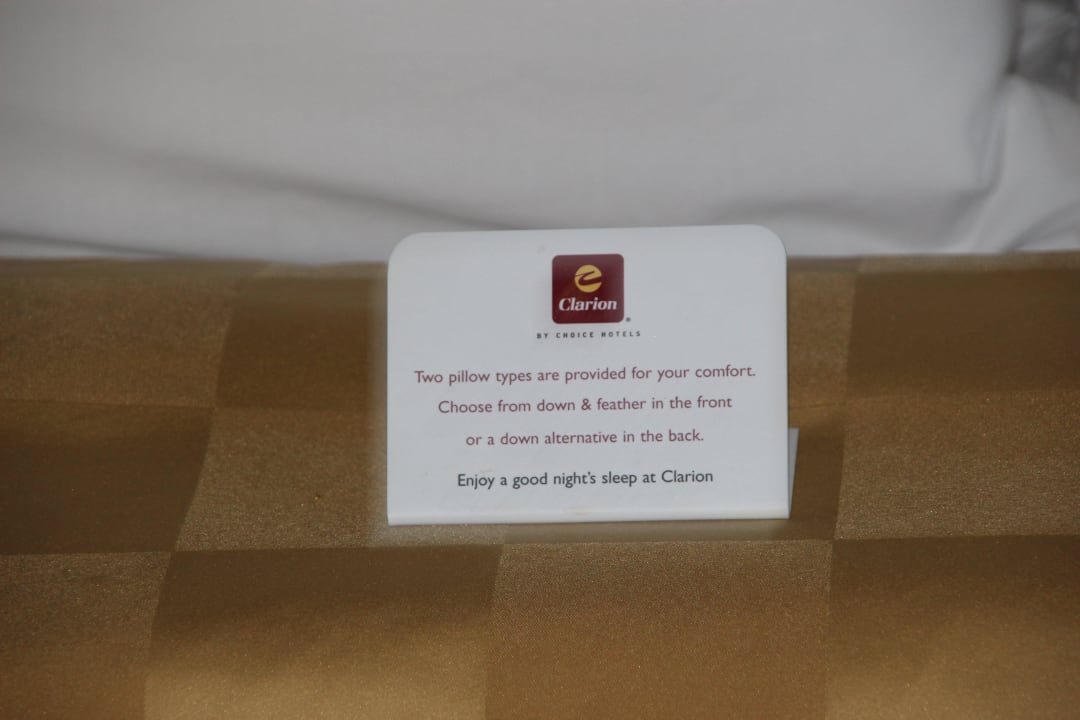 Clarion
BY CHOICE HOTELS
Two pillow types are provided for your comfort.
Choose from down & feather in the front
or a down alternative in the back.
Enjoy a good night's sleep at Clarion